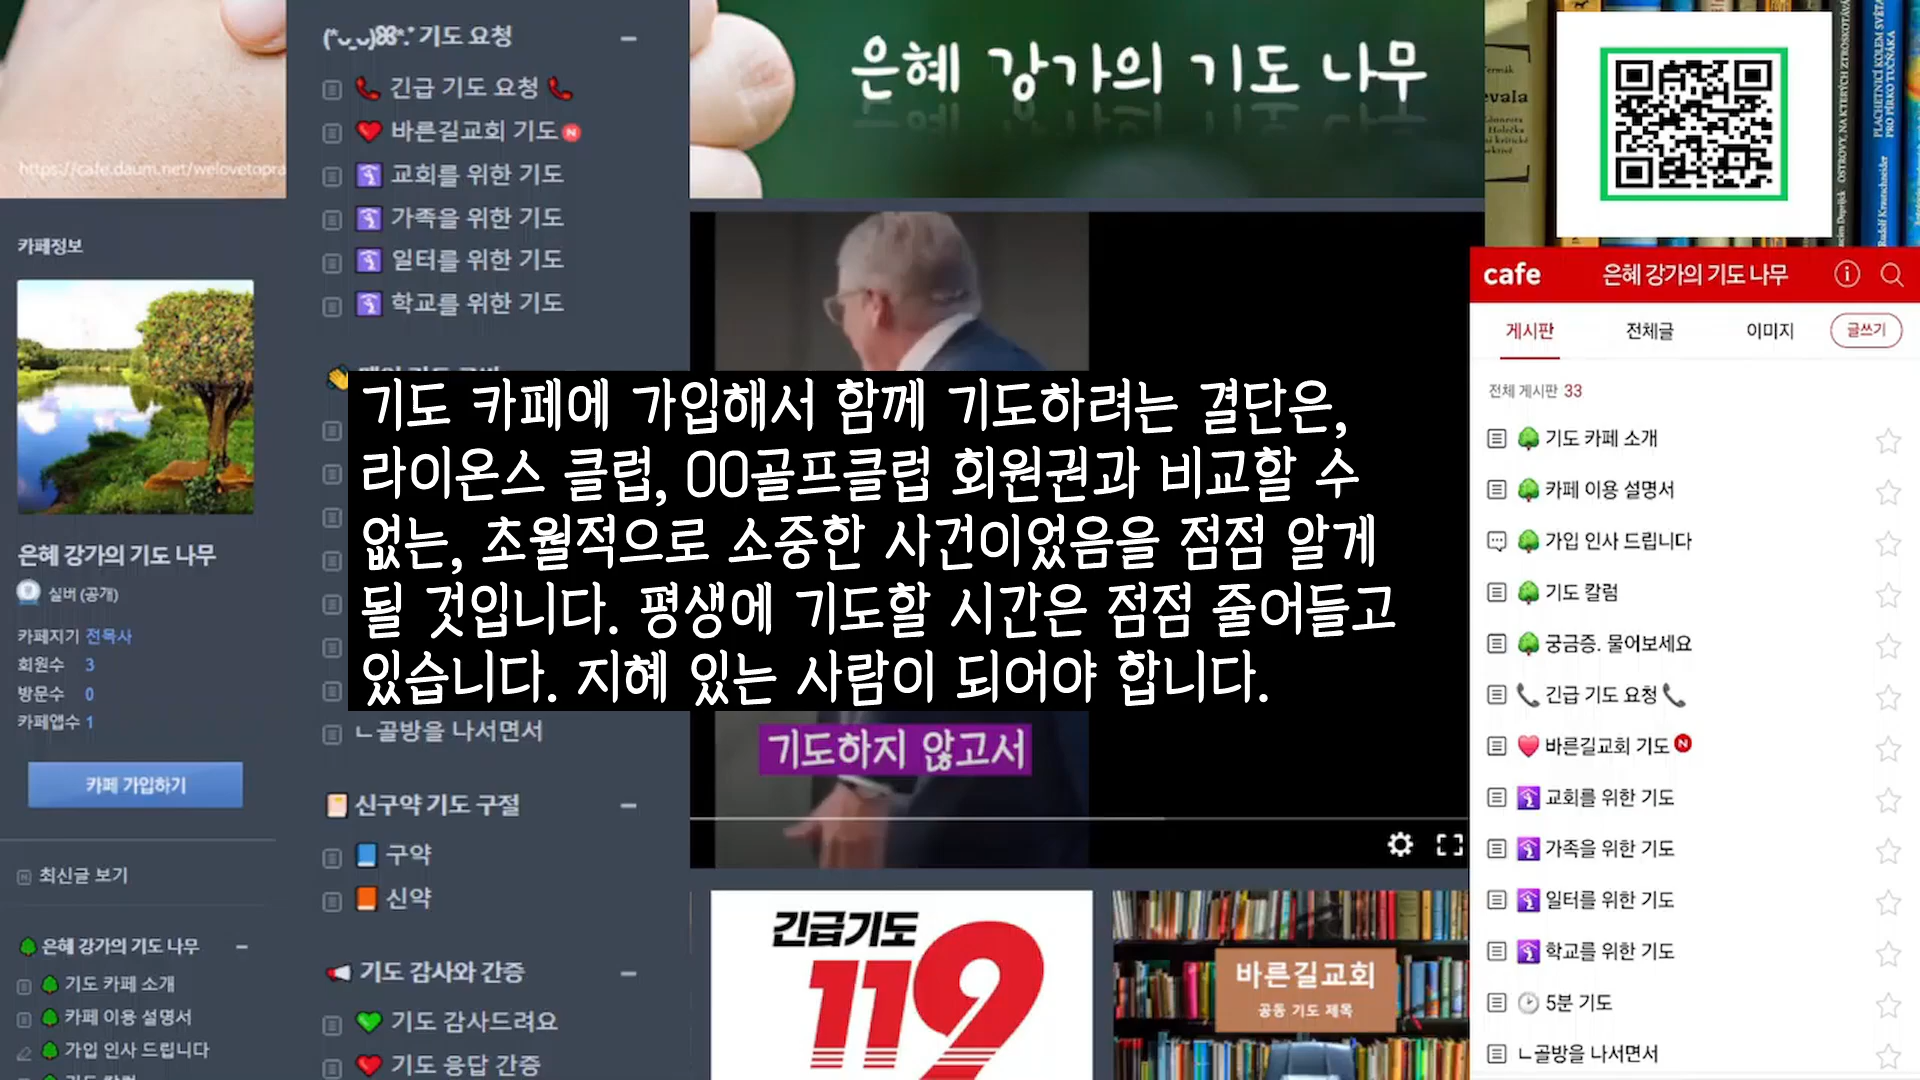 https://cafe.daum.net/welovetopra
카페정보
은혜 강가의 기도 나무
실버 (공개)
카페지기 전목사
회원수 3
방문수 0
카페앱수 1
카페 가입하기
최신글 보기
은혜 강가의 기도 나무
기도 카페 소개
카페 이용 설명서
가입 인사 드립니다
기도 요청
긴급 기도 요청
바른길교회 기도 N
교회를 위한 기도
가족을 위한 기도
일터를 위한 기도
학교를 위한 기도
ㄴ골방을 나서면서
신구약 기도 구절
구약
신약
기도 감사와 간증
기도 감사드려요
기도 응답 간증
은혜 강가의 기도 나무
기도 카페에 가입해서 함께 기도하려는 결단은,
라이온스 클럽, OO골프클럽 회원권과 비교할 수
없는, 초월적으로 소중한 사건이었음을 점점 알게
될 것입니다. 평생에 기도할 시간은 점점 줄어들고
있습니다. 지혜 있는 사람이 되어야 합니다.
기도하지 않고서
긴급기도
119
바른길교회
공동 기도 제목
cafe
은혜 강가의 기도 나무
게시판
전체글
이미지
글쓰기
전체 게시판 33
기도 카페 소개
카페 이용 설명서
가입 인사 드립니다
기도 칼럼
궁금증. 물어보세요
긴급 기도 요청
바른길교회 기도 N
교회를 위한 기도
가족을 위한 기도
일터를 위한 기도
학교를 위한 기도
5분 기도
ㄴ골방을 나서면서